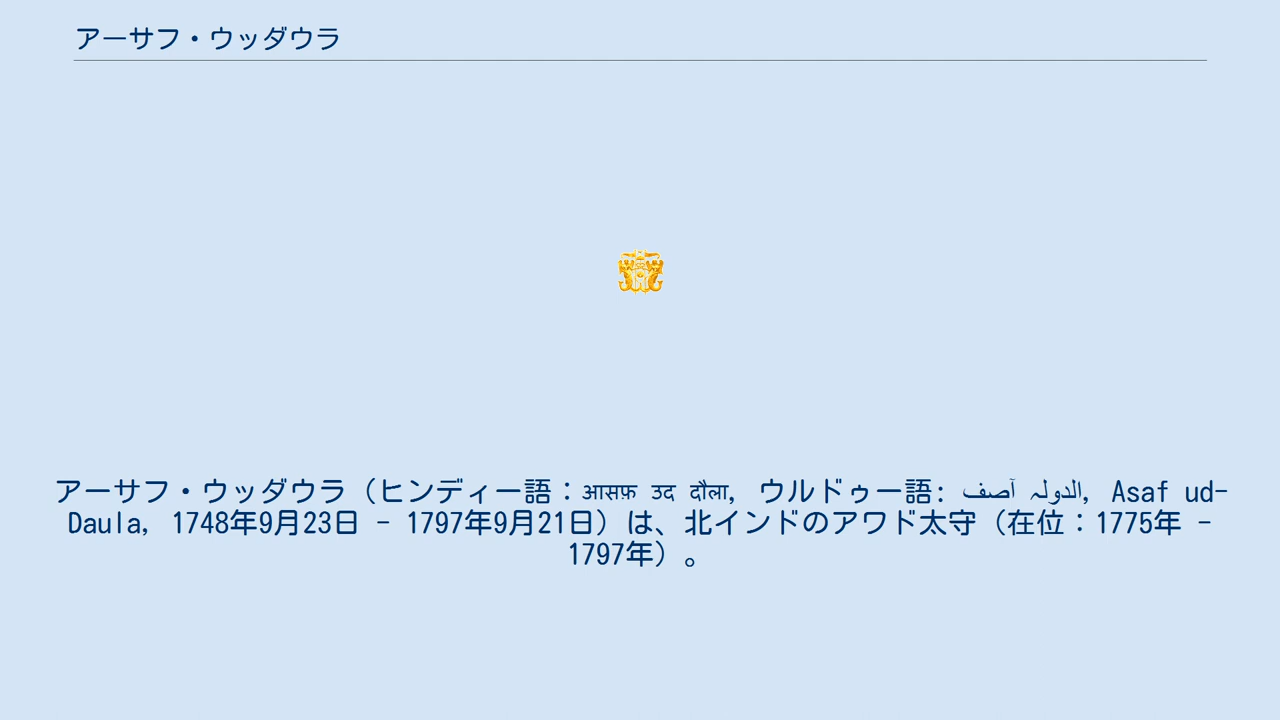 アーサフ・ウッダウラ
アーサフ・ウッダウラ（ヒンディー語：आसफ़ उद दौला, ウルドゥー語: آصف الدولہ, Asaf ud-
Daula, 1748年9月23日 - 1797年9月21日）は、北インドのアワド太守（在位：1775年 -
1797年）。